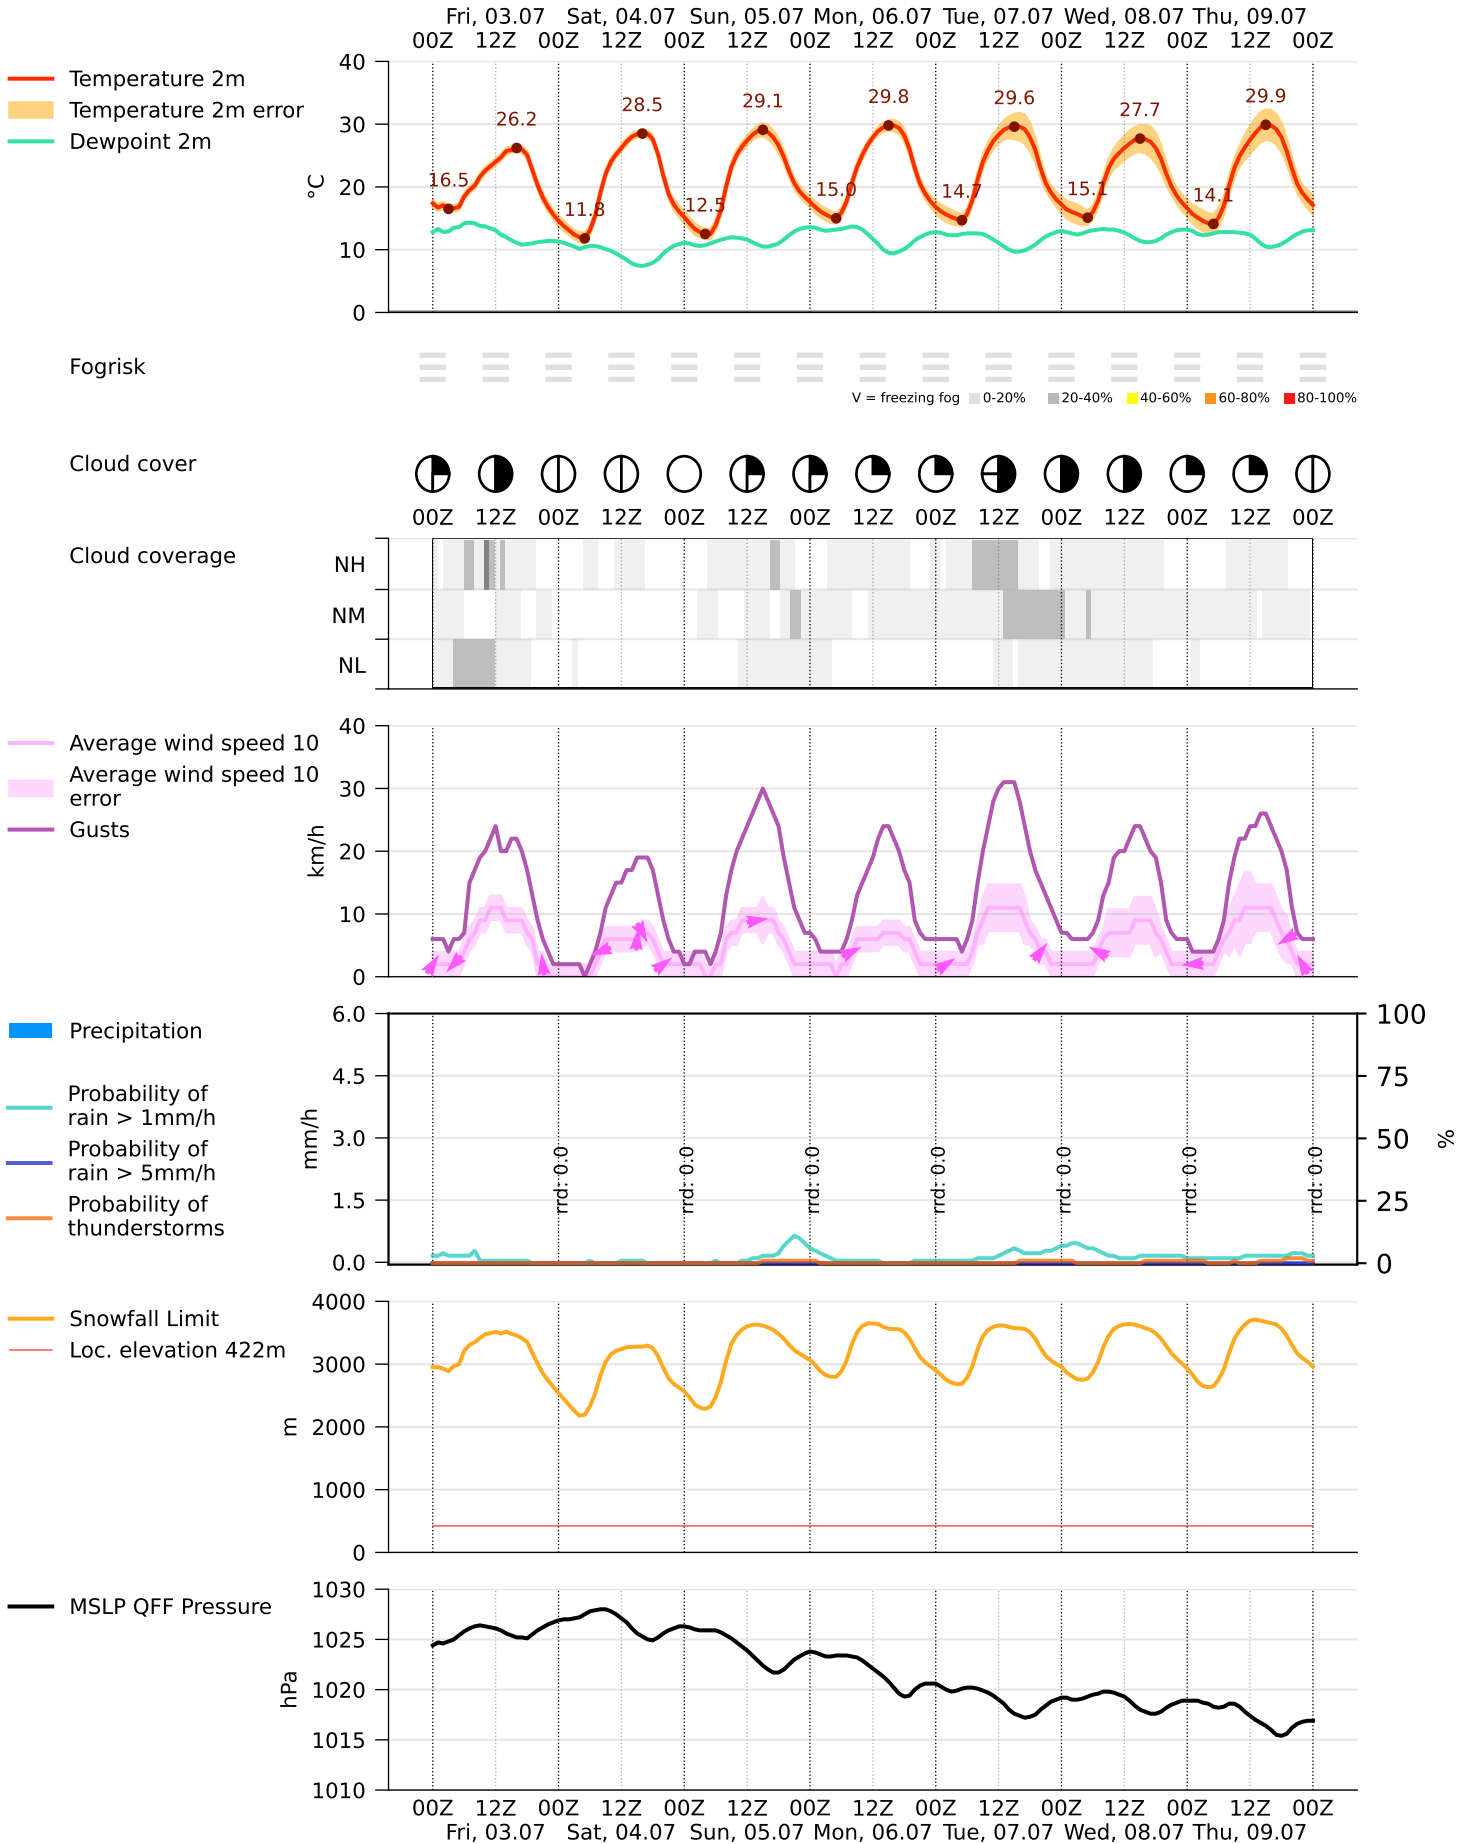 Fri, 03.07 Sat, 04.07 Sun, 05.07 Mon, 06.07 Tue, 07.07 Wed, 08.07 Thu, 09.07
00Z 12Z 00Z 12Z 00Z 12Z 00Z 12Z 00Z 12Z 00Z 12Z 00Z 12Z 00Z
Temperature 2m
Temperature 2m error
Dewpoint 2m
°C
40
30
20
10
0
26.2 28.5 29.1 29.8 29.6 27.7 29.9
16.5 11.8 12.5 15.0 14.7 15.1 14.1
Fogrisk
V = freezing fog 0-20% 20-40% 40-60% 60-80% 80-100%
Cloud cover
00Z 12Z 00Z 12Z 00Z 12Z 00Z 12Z 00Z 12Z 00Z 12Z 00Z 12Z 00Z
Cloud coverage
NH
NM
NL
Average wind speed 10
Average wind speed 10
error
Gusts
km/h
40
30
20
10
0
Precipitation
Probability of
rain > 1mm/h
Probability of
rain > 5mm/h
Probability of
thunderstorms
mm/h
6.0
4.5
3.0
1.5
0.0
rrd: 0.0 rrd: 0.0 rrd: 0.0 rrd: 0.0 rrd: 0.0 rrd: 0.0 rrd: 0.0
100
75
50
25
0
%
Snowfall Limit
Loc. elevation 422m
m
4000
3000
2000
1000
0
MSLP QFF Pressure
hPa
1030
1025
1020
1015
1010
00Z 12Z 00Z 12Z 00Z 12Z 00Z 12Z 00Z 12Z 00Z 12Z 00Z 12Z 00Z
Fri, 03.07 Sat, 04.07 Sun, 05.07 Mon, 06.07 Tue, 07.07 Wed, 08.07 Thu, 09.07